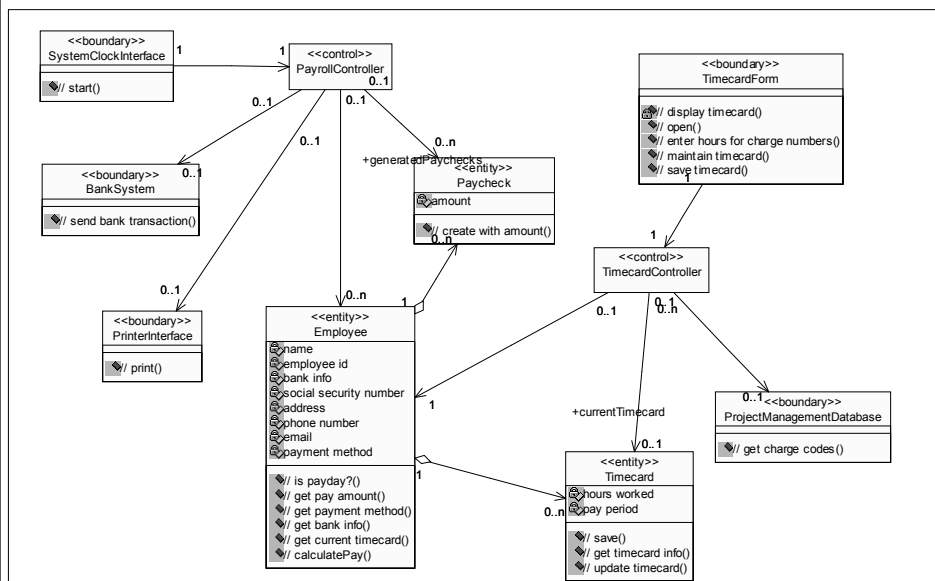 <<boundary>>
SystemClockInterface
// start()
1
1
<<control>>
PayrollController
0..1
0..1
0..1
0..1
<<boundary>>
TimecardForm
// display timecard()
// open()
// enter hours for charge numbers()
// maintain timecard()
// save timecard()
1
0..n
+generatedPaychecks
0..1
<<boundary>>
BankSystem
// send bank transaction()
<<entity>>
Paycheck
amount
// create with amount()
0..n
1
<<control>>
TimecardController
0..1
0..1
0..n
0..1
<<boundary>>
PrinterInterface
// print()
0..n
1
<<entity>>
Employee
name
employee id
bank info
social security number
address
phone number
email
payment method
// is payday?()
// get pay amount()
// get payment method()
// get bank info()
// get current timecard()
// calculatePay()
1
+currentTimecard
0..1
0..1
<<boundary>>
ProjectManagementDatabase
// get charge codes()
1
0..n
<<entity>>
Timecard
hours worked
pay period
// save()
// get timecard info()
// update timecard()